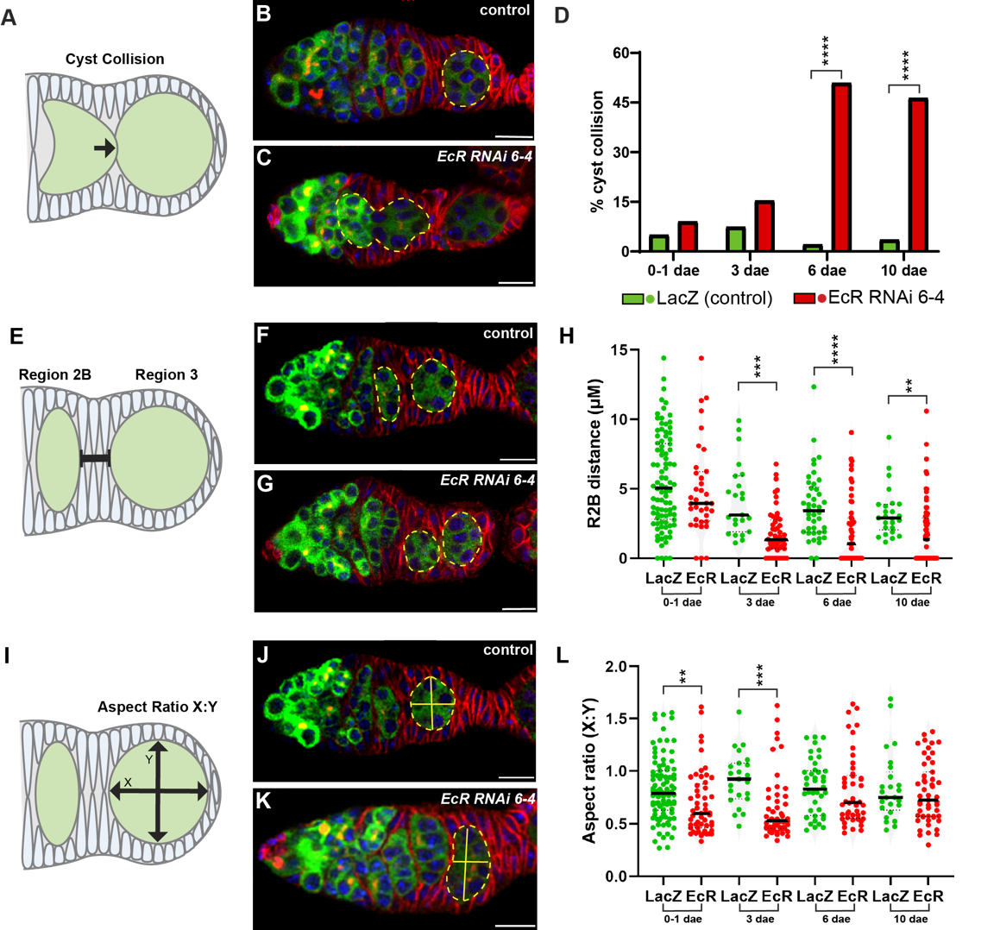 A
Cyst Collision
B
control
C
EcR RNAi 6-4
D
% cyst collision
60
45
30
15
0
****
****
0-1 dae
3 dae
6 dae
10 dae
LacZ (control)
EcR RNAi 6-4
E
Region 2B
Region 3
F
control
G
EcR RNAi 6-4
H
R2B distance (μM)
15
10
5
0
***
****
**
LacZ EcR LacZ EcR LacZ EcR LacZ EcR
0-1 dae
3 dae
6 dae
10 dae
I
Aspect Ratio X:Y
Y
X
J
control
K
EcR RNAi 6-4
L
Aspect ratio (X:Y)
2.0
1.5
1.0
0.5
0.0
**
***
LacZ EcR LacZ EcR LacZ EcR LacZ EcR
0-1 dae
3 dae
6 dae
10 dae